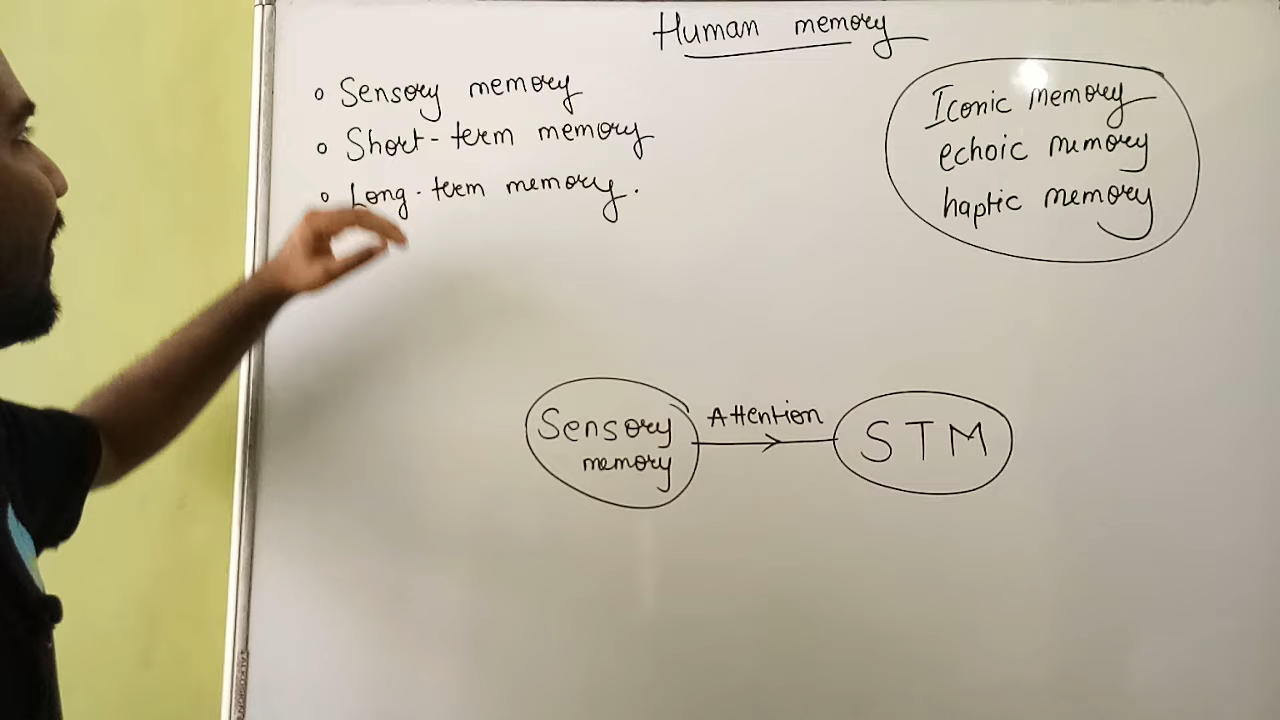 Human memory
Sensory memory
Short-term memory
Long-term memory.
Iconic memory
echoic memory
haptic memory
Sensory
memory
Attention
STM